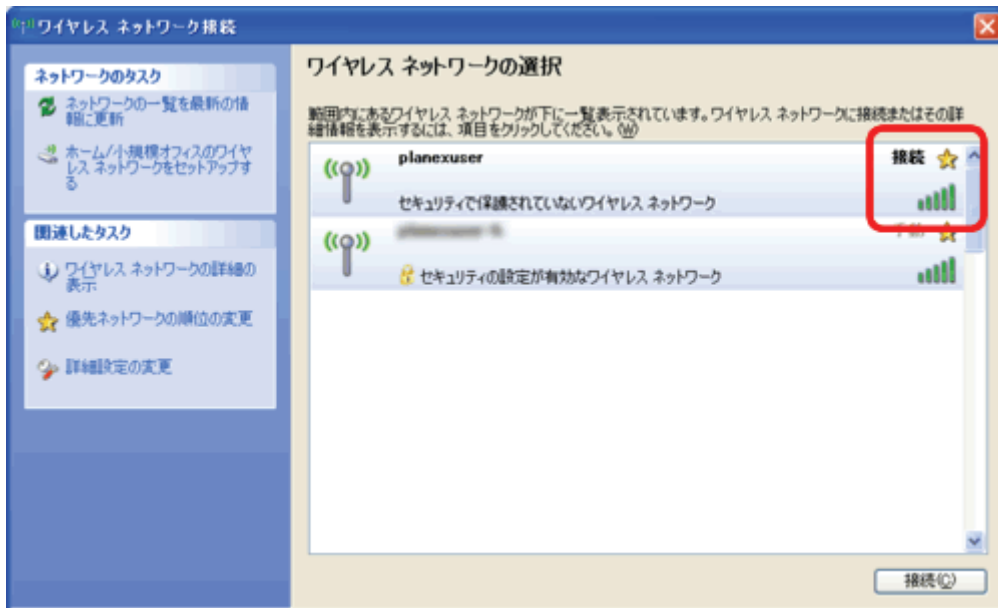 ワイヤレス ネットワーク接続
ネットワークのタスク
ネットワークの一覧を最新の情
報に更新
ホーム/小規模オフィスのワイヤ
レス ネットワークをセットアップす
る
関連したタスク
ワイヤレス ネットワークの詳細の
表示
優先ネットワークの順位の変更
詳細設定の変更
ワイヤレス ネットワークの選択
範囲内にあるワイヤレス ネットワークが下に一覧表示されています。ワイヤレス ネットワークに接続またはその詳
細情報を表示するには、項目をクリックしてください。(W)
planexuser
接続
セキュリティで保護されていないワイヤレス ネットワーク
セキュリティの設定が有効なワイヤレス ネットワーク
接続(C)